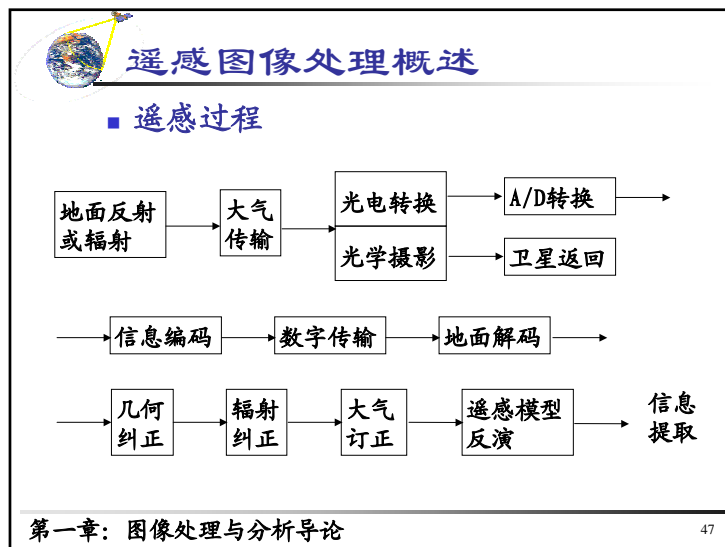 遥感图像处理概述
■ 遥感过程
地面反射
或辐射
大气
传输
光电转换
光学摄影
A/D转换
卫星返回
信息编码
数字传输
地面解码
几何
纠正
辐射
纠正
大气
订正
遥感模型
反演
信息
提取
第一章：图像处理与分析导论
47